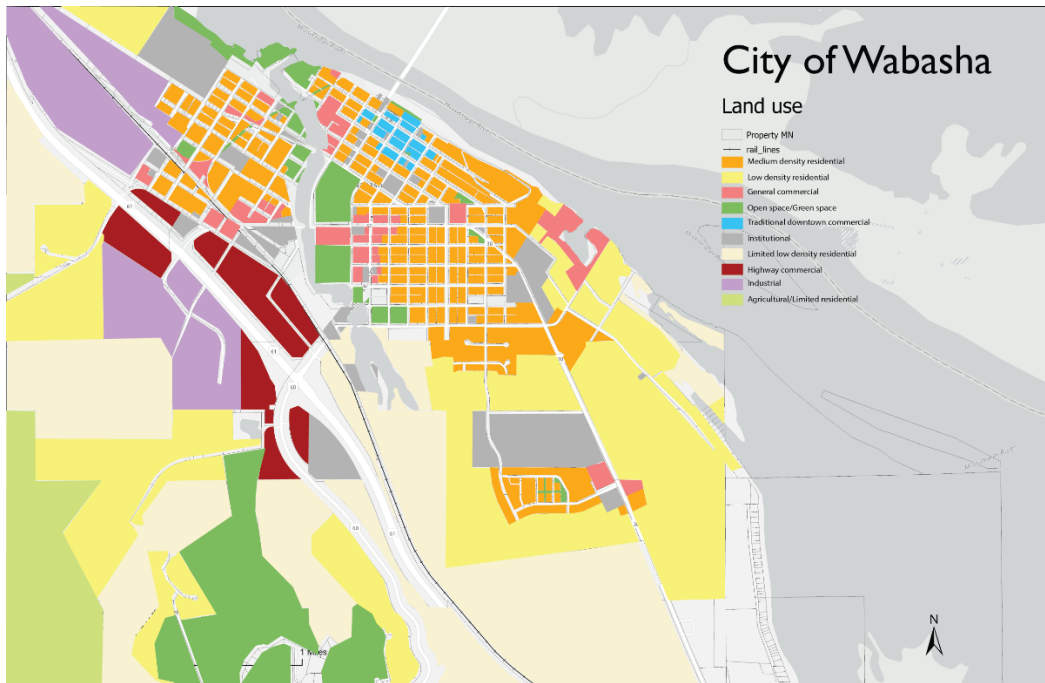 City of Wabasha
Land use
Property MN
rail_lines
Medium density residential
Low density residential
General commercial
Open space/Green space
Traditional downtown commercial
Institutional
Limited low density residential
Highway commercial
Industrial
Agricultural/Limited residential
61
30
61
60
30
60
61
1 Miles
N